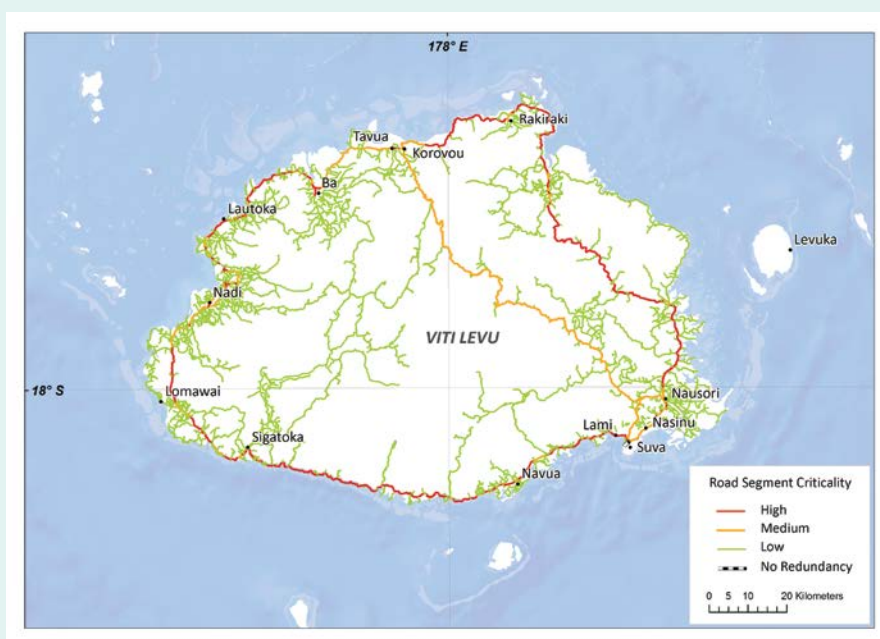 178° E
Rakiraki
Tavua
Korovou
Ba
Lautoka
Levuka
Nadi
VITI LEVU
18° S
Lomawai
Nausori
Lami
Nasinu
Sigatoka
Suva
Navua
Road Segment Criticality
High
Medium
Low
No Redundancy
0 5 10 20 Kilometers